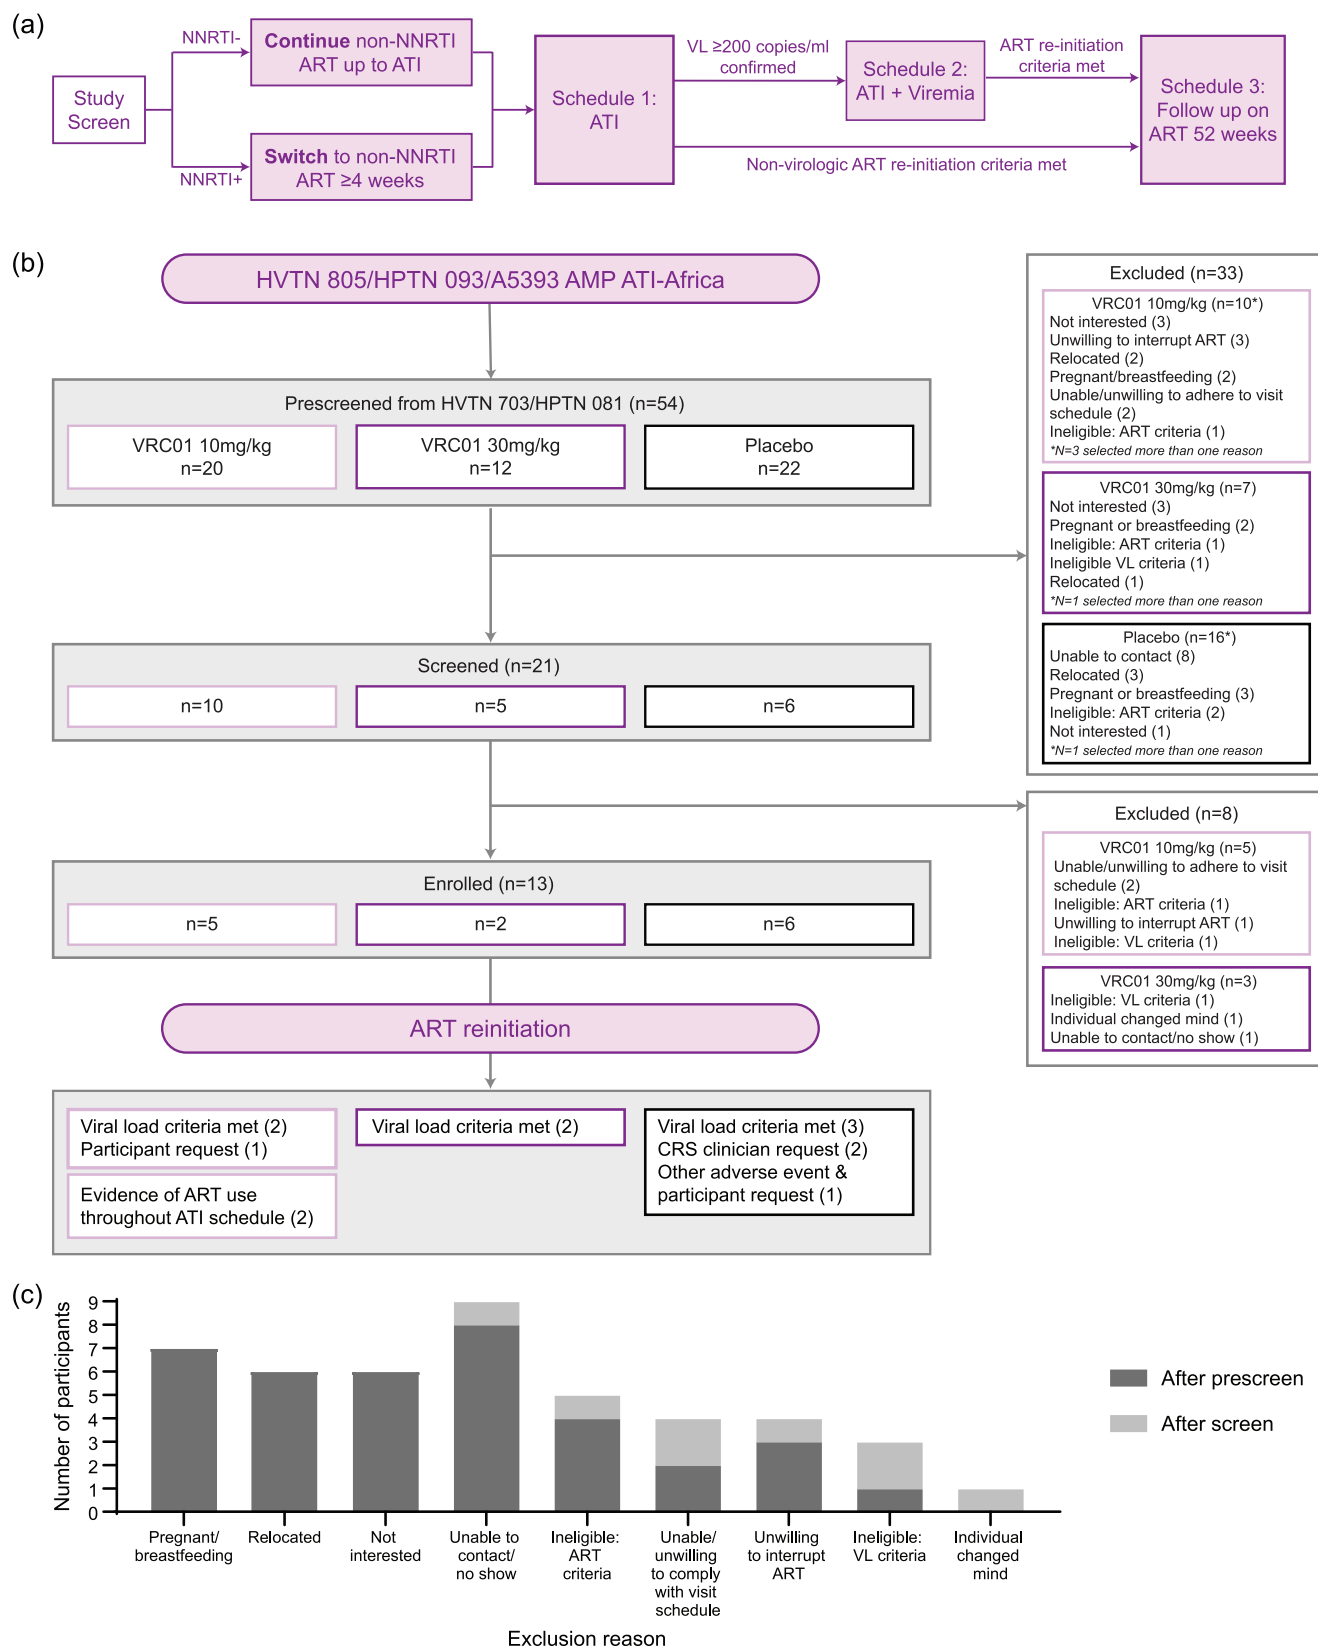 (a)
Study
Screen
NNRTI-
NNRTI+
Continue non-NNRTI
ART up to ATI
Switch to non-NNRTI
ART ≥4 weeks
Schedule 1:
ATI
VL ≥200 copies/ml
confirmed
Schedule 2:
ATI + Viremia
ART re-initiation
criteria met
Non-virologic ART re-initiation criteria met
Schedule 3:
Follow up on
ART 52 weeks
(b)
HVTN 805/HPTN 093/A5393 AMP ATI-Africa
Prescreened from HVTN 703/HPTN 081 (n=54)
VRC01 10mg/kg
n=20
VRC01 30mg/kg
n=12
Placebo
n=22
Excluded (n=33)
VRC01 10mg/kg (n=10*)
Not interested (3)
Unwilling to interrupt ART (3)
Relocated (2)
Pregnant/breastfeeding (2)
Unable/unwilling to adhere to visit
schedule (2)
Ineligible: ART criteria (1)
*N=3 selected more than one reason
VRC01 30mg/kg (n=7)
Not interested (3)
Pregnant or breastfeeding (2)
Ineligible: ART criteria (1)
Ineligible VL criteria (1)
Relocated (1)
*N=1 selected more than one reason
Placebo (n=16*)
Unable to contact (8)
Relocated (3)
Pregnant or breastfeeding (3)
Ineligible: ART criteria (2)
Not interested (1)
*N=1 selected more than one reason
Screened (n=21)
n=10
n=5
n=6
Excluded (n=8)
VRC01 10mg/kg (n=5)
Unable/unwilling to adhere to visit
schedule (2)
Ineligible: ART criteria (1)
Unwilling to interrupt ART (1)
Ineligible: VL criteria (1)
VRC01 30mg/kg (n=3)
Ineligible: VL criteria (1)
Individual changed mind (1)
Unable to contact/no show (1)
Enrolled (n=13)
n=5
n=2
n=6
ART reinitiation
Viral load criteria met (2)
Participant request (1)
Evidence of ART use
throughout ATI schedule (2)
Viral load criteria met (2)
Viral load criteria met (3)
CRS clinician request (2)
Other adverse event &
participant request (1)
(c)
Number of participants
9
8
7
6
5
4
3
2
1
0
Pregnant/
breastfeeding
Relocated
Not
interested
Unable to
contact/
no show
Ineligible:
ART
criteria
Unable/
unwilling
to comply
with visit
schedule
Unwilling
to interrupt
ART
Ineligible:
VL criteria
Individual
changed
mind
Exclusion reason
After prescreen
After screen